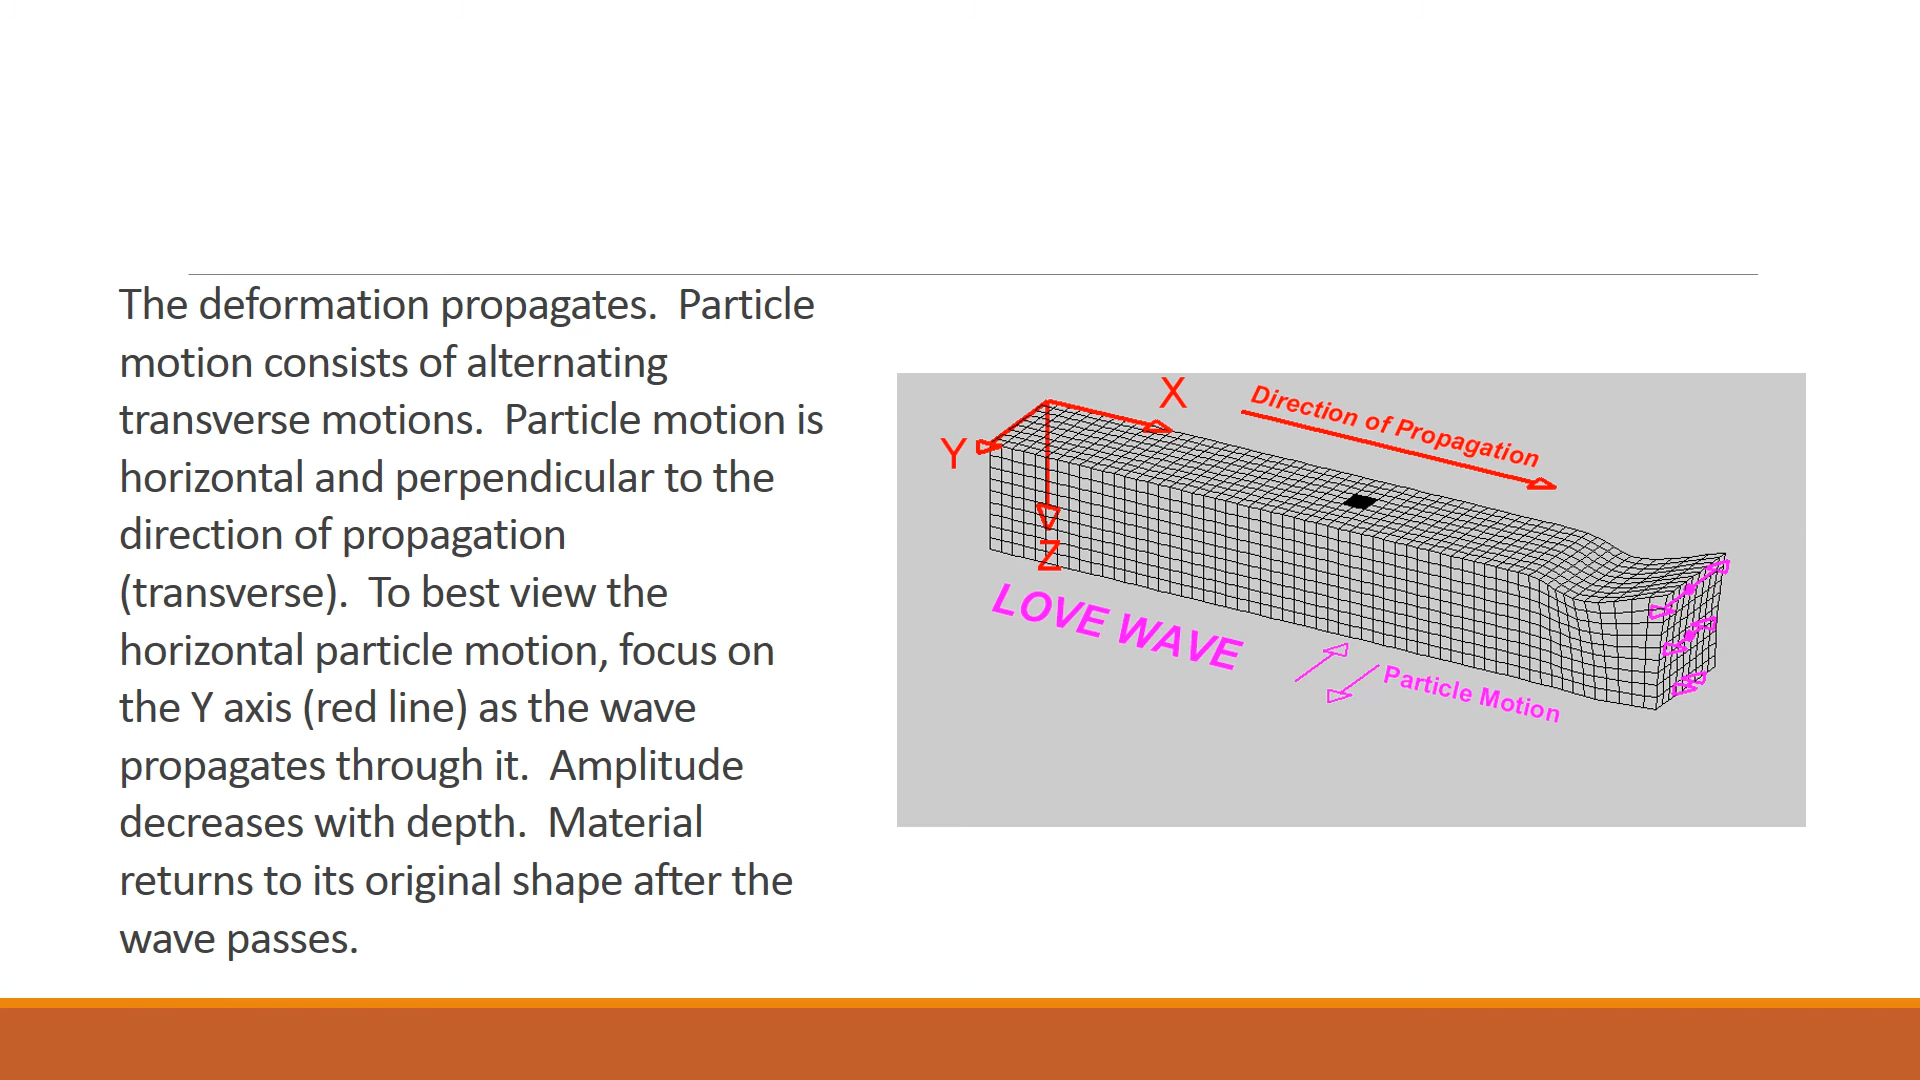 The deformation propagates.  Particle
motion consists of alternating
transverse motions.  Particle motion is
horizontal and perpendicular to the
direction of propagation
(transverse).  To best view the
horizontal particle motion, focus on
the Y axis (red line) as the wave
propagates through it.  Amplitude
decreases with depth.  Material
returns to its original shape after the
wave passes.
X
Direction of Propagation
Y
Z
LOVE WAVE
Particle Motion